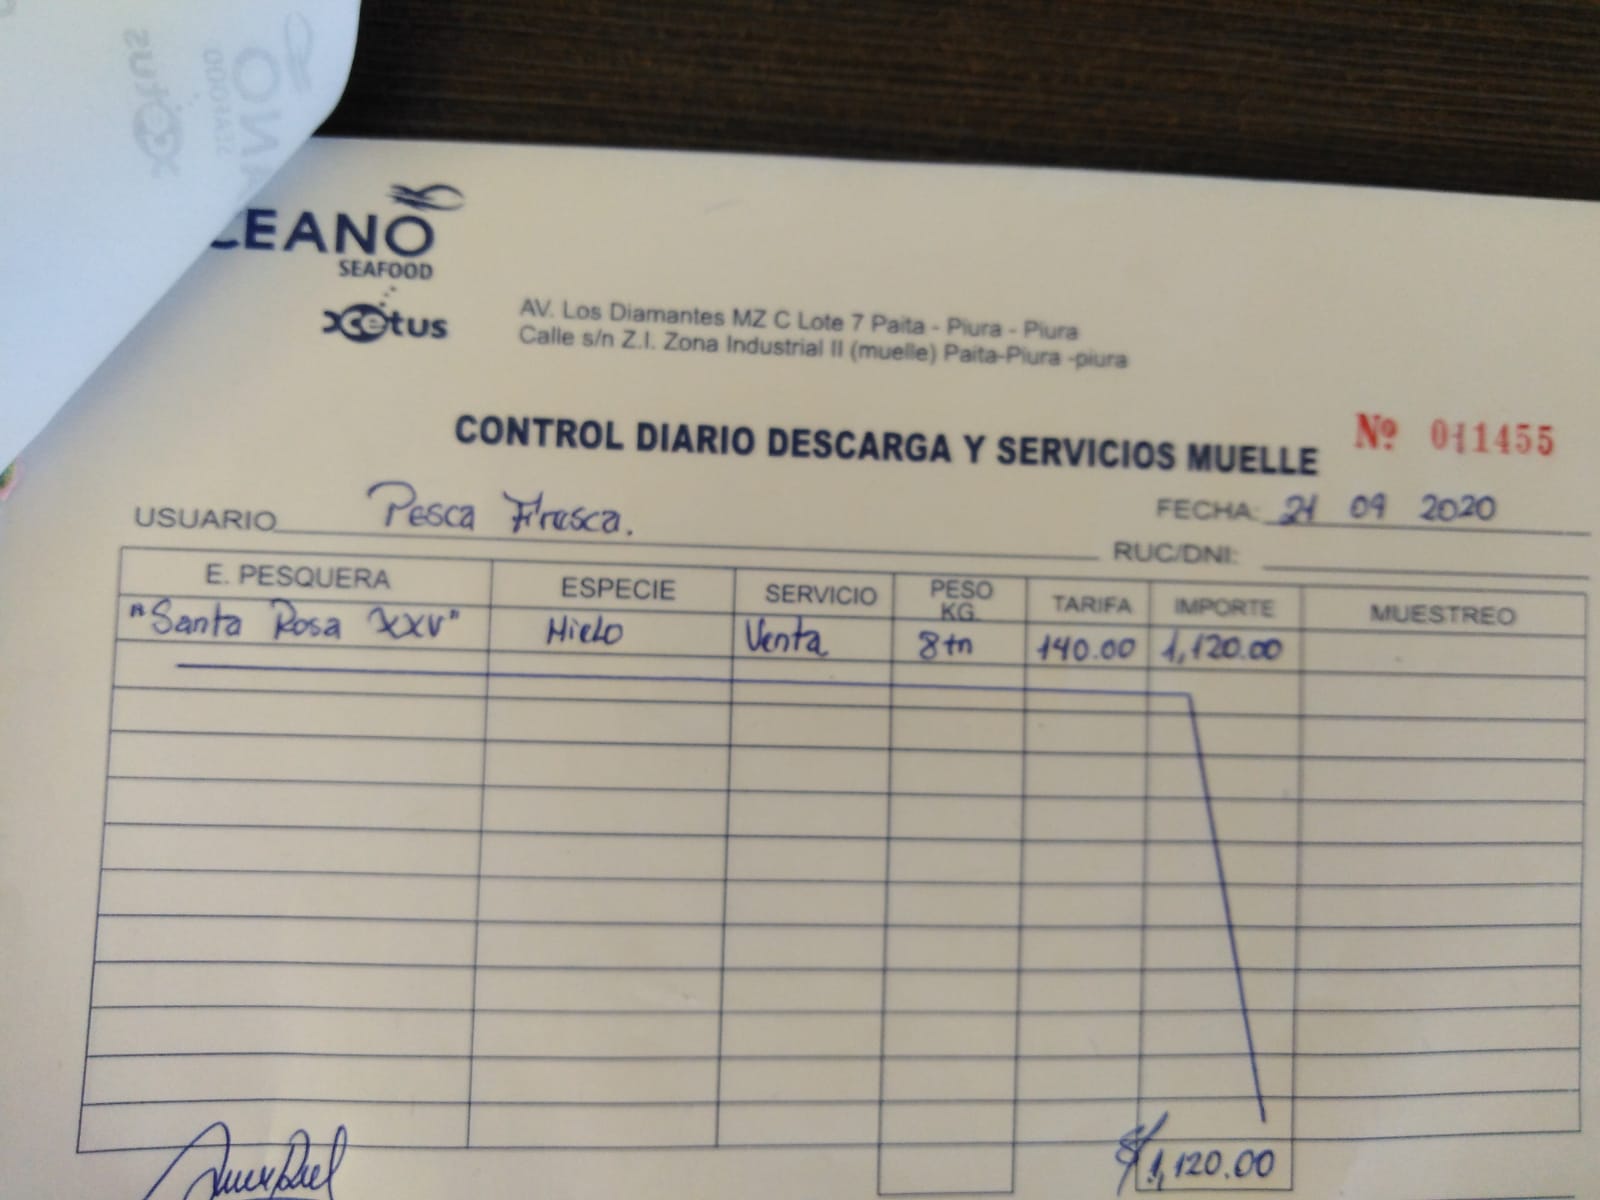 CEANO
SEAFOOD
Xcetus
AV. Los Diamantes MZ C Lote 7 Paita - Piura - Piura
Calle s/n Z.I. Zona Industrial II (muelle) Paita-Piura -piura
CONTROL DIARIO DESCARGA Y SERVICIOS MUELLE Nº 011455
USUARIO Pesca Fresca. FECHA: 21 09 2020
RUC/DNI:
E. PESQUERA ESPECIE SERVICIO PESO KG TARIFA IMPORTE MUESTREO
"Santa Rosa XXV" Hielo Venta 8tn 140.00 1,120.00
S/ 1,120.00